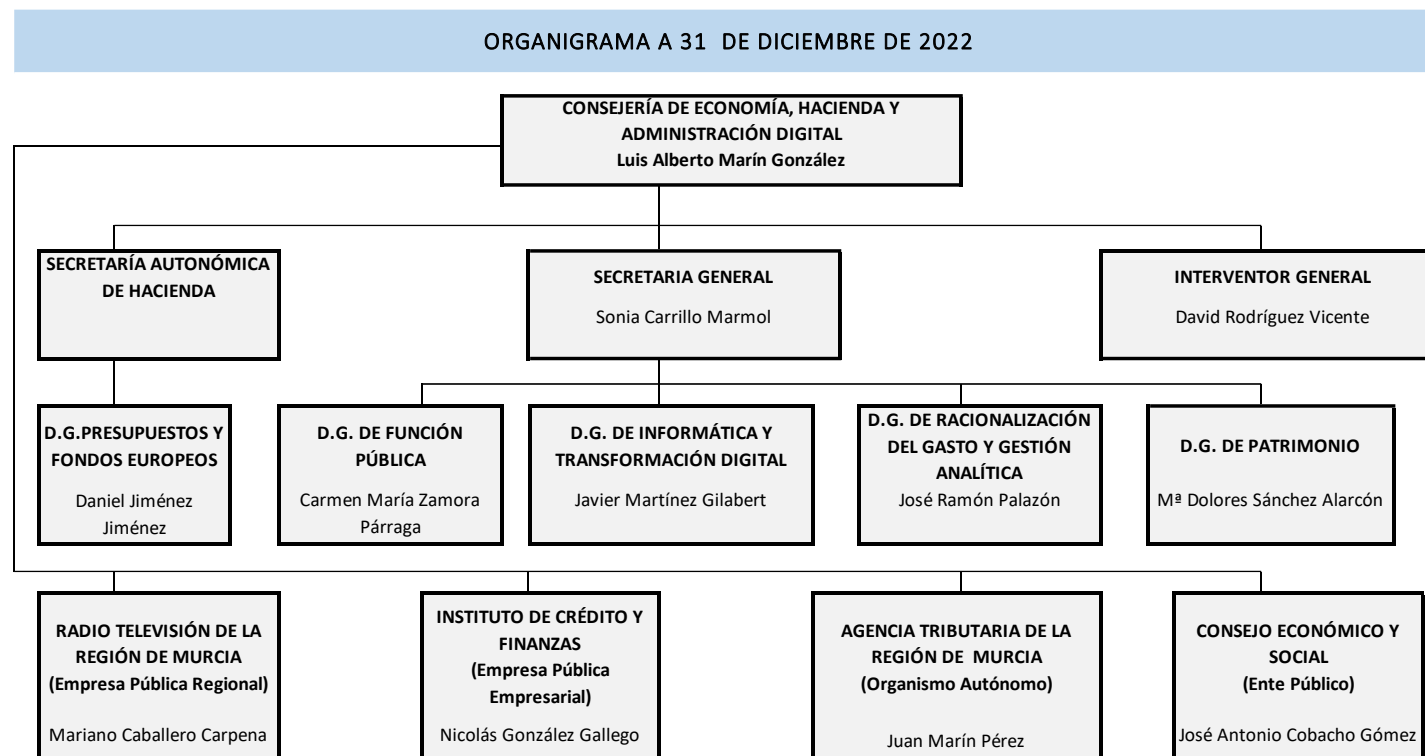 ORGANIGRAMA A 31 DE DICIEMBRE DE 2022
CONSEJERÍA DE ECONOMÍA, HACIENDA Y
ADMINISTRACIÓN DIGITAL
Luis Alberto Marín González
SECRETARÍA AUTONÓMICA
DE HACIENDA
SECRETARIA GENERAL
Sonia Carrillo Marmol
INTERVENTOR GENERAL
David Rodríguez Vicente
D.G.PRESUPUESTOS Y
FONDOS EUROPEOS
Daniel Jiménez
Jiménez
D.G. DE FUNCIÓN
PÚBLICA
Carmen María Zamora
Párraga
D.G. DE INFORMÁTICA Y
TRANSFORMACIÓN DIGITAL
Javier Martínez Gilabert
D.G. DE RACIONALIZACIÓN
DEL GASTO Y GESTIÓN
ANALÍTICA
José Ramón Palazón
D.G. DE PATRIMONIO
Mª Dolores Sánchez Alarcón
RADIO TELEVISIÓN DE LA
REGIÓN DE MURCIA
(Empresa Pública Regional)
Mariano Caballero Carpena
INSTITUTO DE CRÉDITO Y
FINANZAS
(Empresa Pública
Empresarial)
Nicolás González Gallego
AGENCIA TRIBUTARIA DE LA
REGIÓN DE MURCIA
(Organismo Autónomo)
Juan Marín Pérez
CONSEJO ECONÓMICO Y
SOCIAL
(Ente Público)
José Antonio Cobacho Gómez